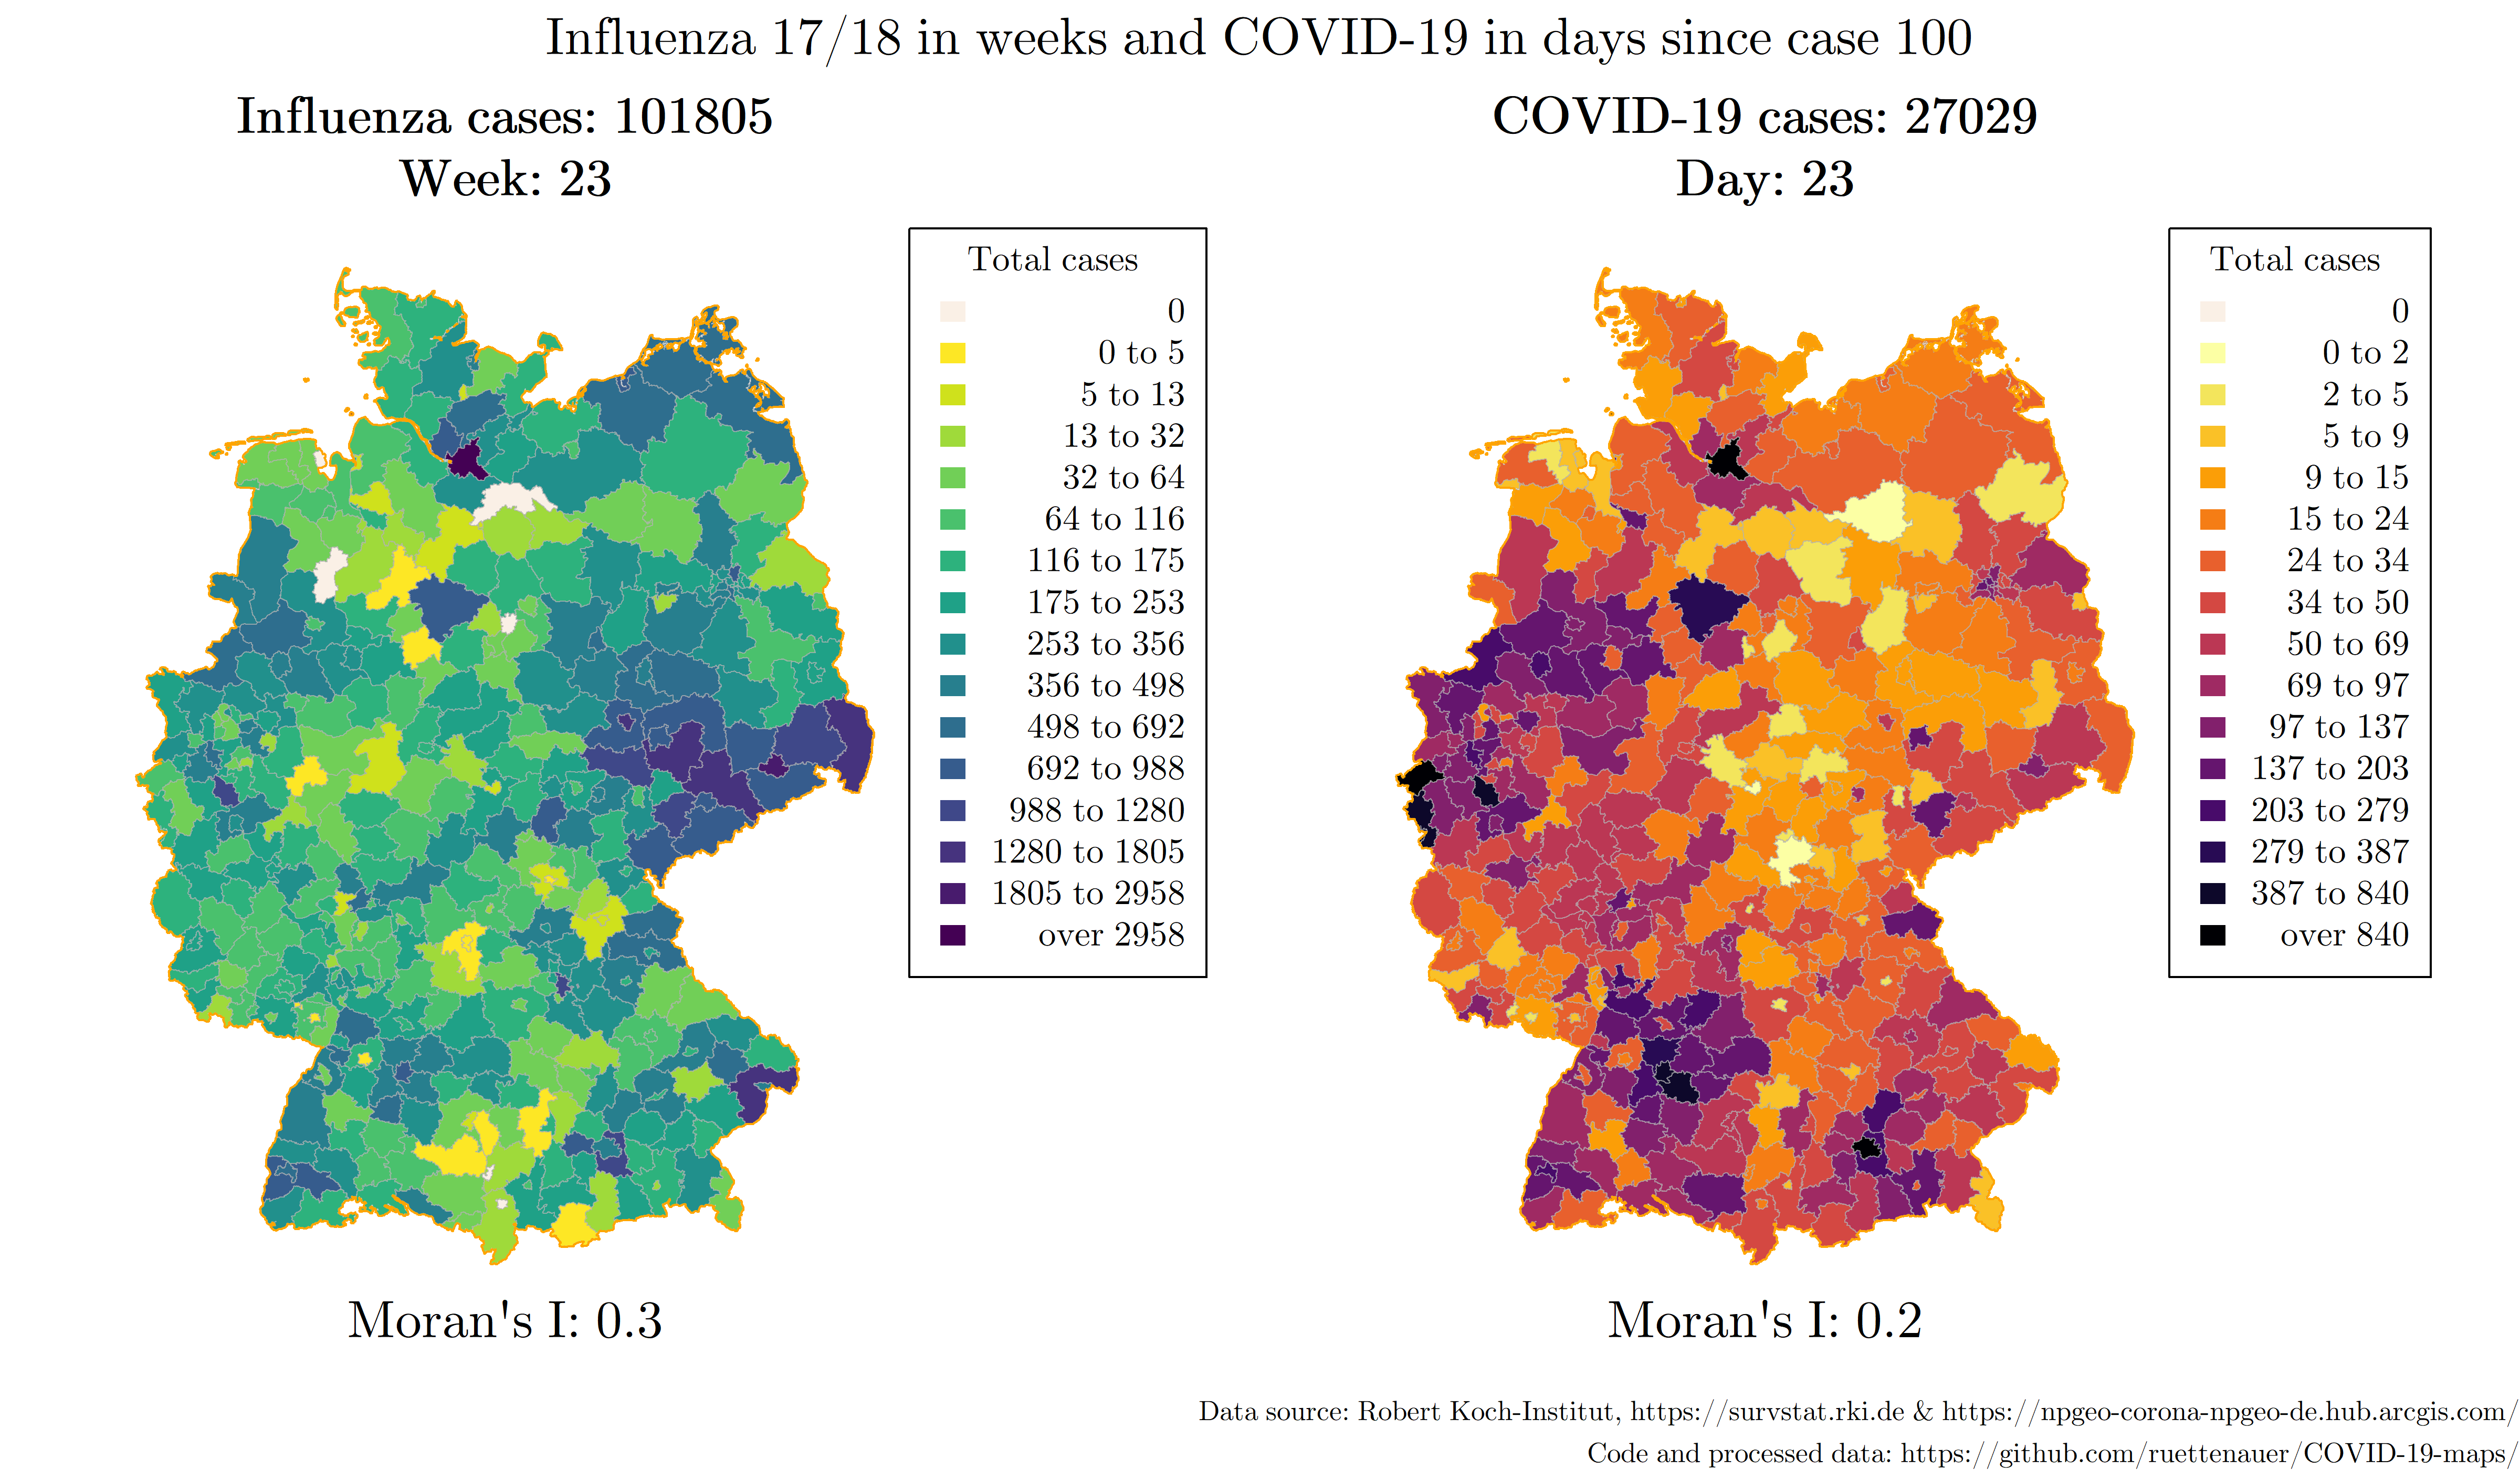 Influenza 17/18 in weeks and COVID-19 in days since case 100
Influenza cases: 101805
Week: 23
Total cases
0
0 to 5
5 to 13
13 to 32
32 to 64
64 to 116
116 to 175
175 to 253
253 to 356
356 to 498
498 to 692
692 to 988
988 to 1280
1280 to 1805
1805 to 2958
over 2958
Moran's I: 0.3
COVID-19 cases: 27029
Day: 23
Total cases
0
0 to 2
2 to 5
5 to 9
9 to 15
15 to 24
24 to 34
34 to 50
50 to 69
69 to 97
97 to 137
137 to 203
203 to 279
279 to 387
387 to 840
over 840
Moran's I: 0.2
Data source: Robert Koch-Institut, https://survstat.rki.de & https://npgeo-corona-npgeo-de.hub.arcgis.com/
Code and processed data: https://github.com/ruettenauer/COVID-19-maps/